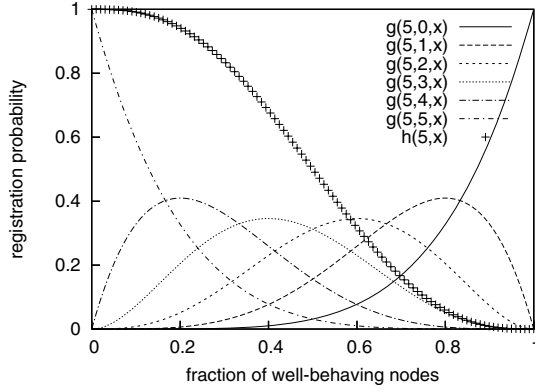 1
0.8
0.6
0.4
0.2
0
0 0.2 0.4 0.6 0.8 1
registration probability
fraction of well-behaving nodes
g(5,0,x)
g(5,1,x)
g(5,2,x)
g(5,3,x)
g(5,4,x)
g(5,5,x)
h(5,x)